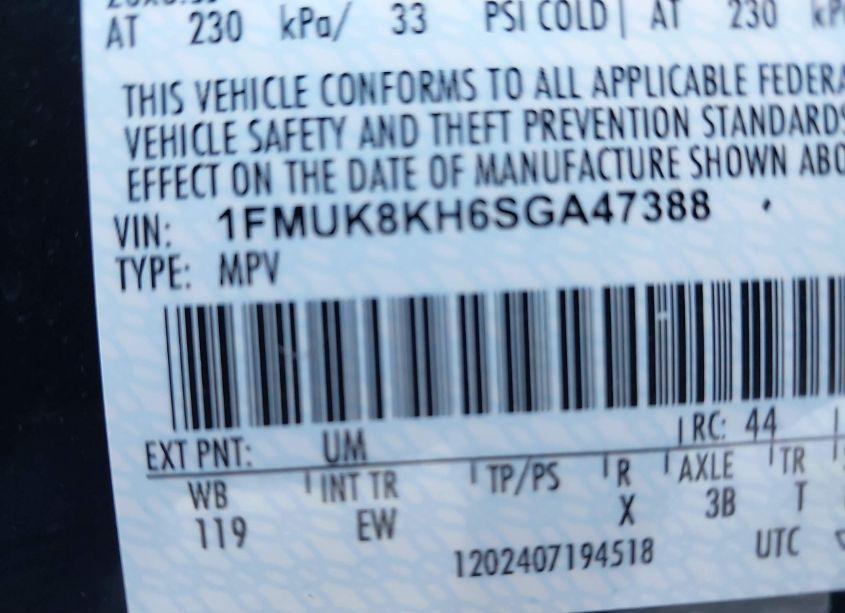 AT 230 kPa/ 33 PSI COLD | AT 230
THIS VEHICLE CONFORMS TO ALL APPLICABLE
VEHICLE SAFETY AND THEFT PREVENTION STANDARDS
EFFECT ON THE DATE OF MANUFACTURE SHOWN
VIN: 1FMUK8KH6SGA47388
TYPE: MPV
EXT PNT: UM | RC: 44
WB | INT TR | TP/PS | R | AXLE | TR
119 EW X 3B T
1202407194518 UTC